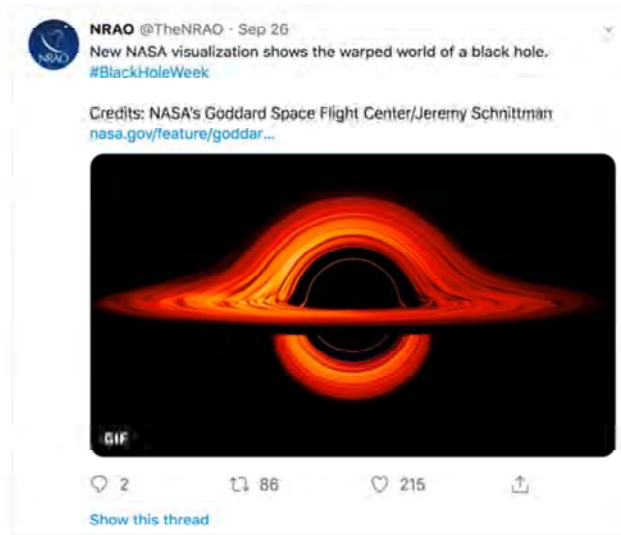 NRAO @TheNRAO · Sep 26
New NASA visualization shows the warped world of a black hole.
#BlackHoleWeek
Credits: NASA's Goddard Space Flight Center/Jeremy Schnittman
nasa.gov/feature/goddar...
NRAO
GIF
2 86 215
Show this thread